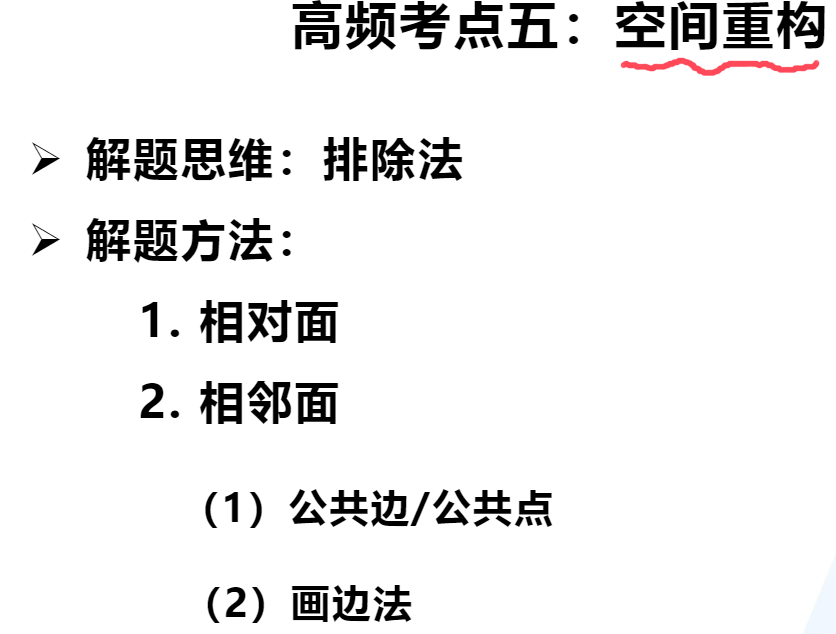 高频考点五：空间重构
➢ 解题思维：排除法
➢ 解题方法：
1. 相对面
2. 相邻面
（1）公共边/公共点
（2）画边法